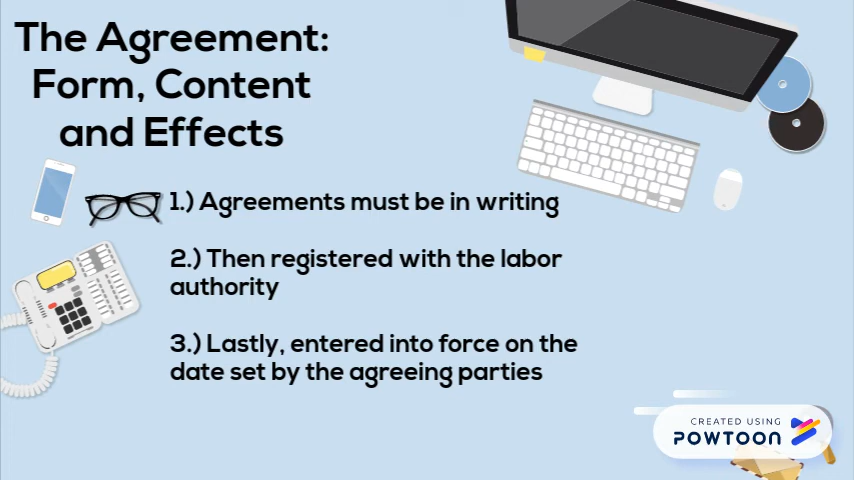 The Agreement:
Form, Content
and Effects
1.) Agreements must be in writing
2.) Then registered with the labor
authority
3.) Lastly, entered into force on the
date set by the agreeing parties
CREATED USING
POWTOON